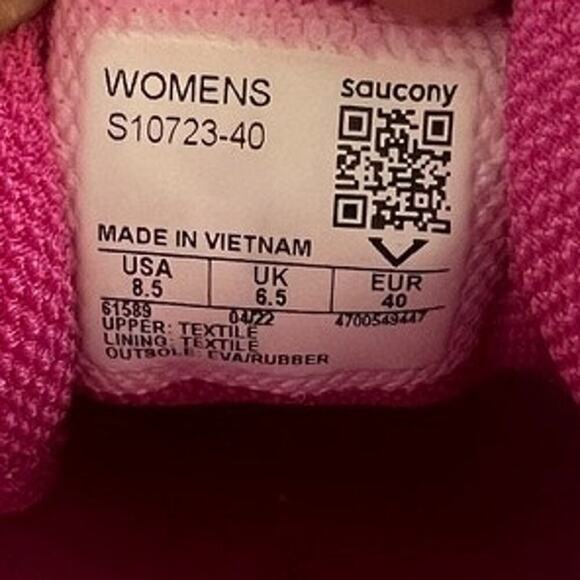 WOMENS
saucony
S10723-40
MADE IN VIETNAM
USA UK EUR
8.5 6.5 40
61589 04/22 4700549447
UPPER: TEXTILE
LINING: TEXTILE
OUTSOLE: EVA/RUBBER